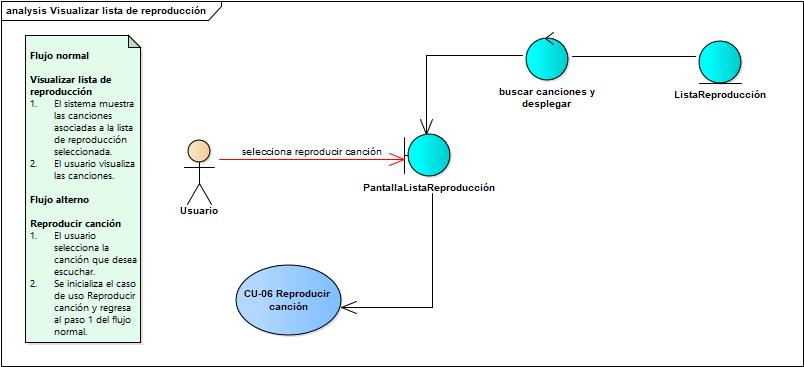 analysis Visualizar lista de reproducción
Flujo normal
Visualizar lista de
reproducción
1. El sistema muestra
las canciones
asociadas a la lista
de reproducción
seleccionada.
2. El usuario visualiza
las canciones.
Flujo alterno
Reproducir canción
1. El usuario
selecciona la
canción que desea
escuchar.
2. Se inicializa el caso
de uso Reproducir
canción y regresa
al paso 1 del flujo
normal.
Usuario
selecciona reproducir canción
PantallaListaReproducción
buscar canciones y
desplegar
ListaReproducción
CU-06 Reproducir
canción